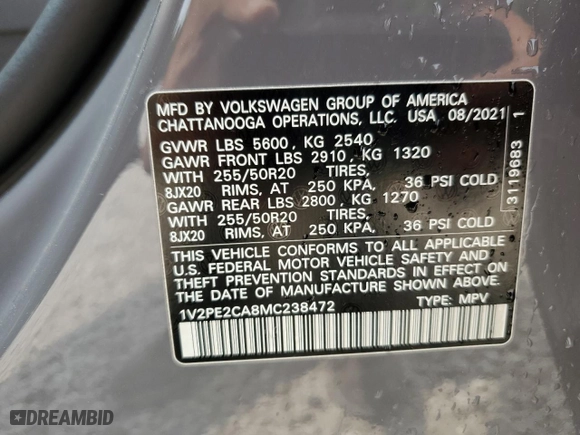 MFD BY VOLKSWAGEN GROUP OF AMERICA
CHATTANOOGA OPERATIONS, LLC. USA, 08/2021
GVWR LBS 5600, KG 2540
GAWR FRONT LBS 2910, KG 1320
WITH 255/50R20 TIRES,
8JX20 RIMS, AT 250 KPA, 36 PSI COLD
GAWR REAR LBS 2800, KG 1270
WITH 255/50R20 TIRES,
8JX20 RIMS, AT 250 KPA, 36 PSI COLD
THIS VEHICLE CONFORMS TO ALL APPLICABLE
U.S. FEDERAL MOTOR VEHICLE SAFETY AND
THEFT PREVENTION STANDARDS IN EFFECT ON
THE DATE OF MANUFACTURE SHOWN ABOVE.
1V2PE2CA8MC238472 TYPE: MPV
3119683 1
DREAMBID